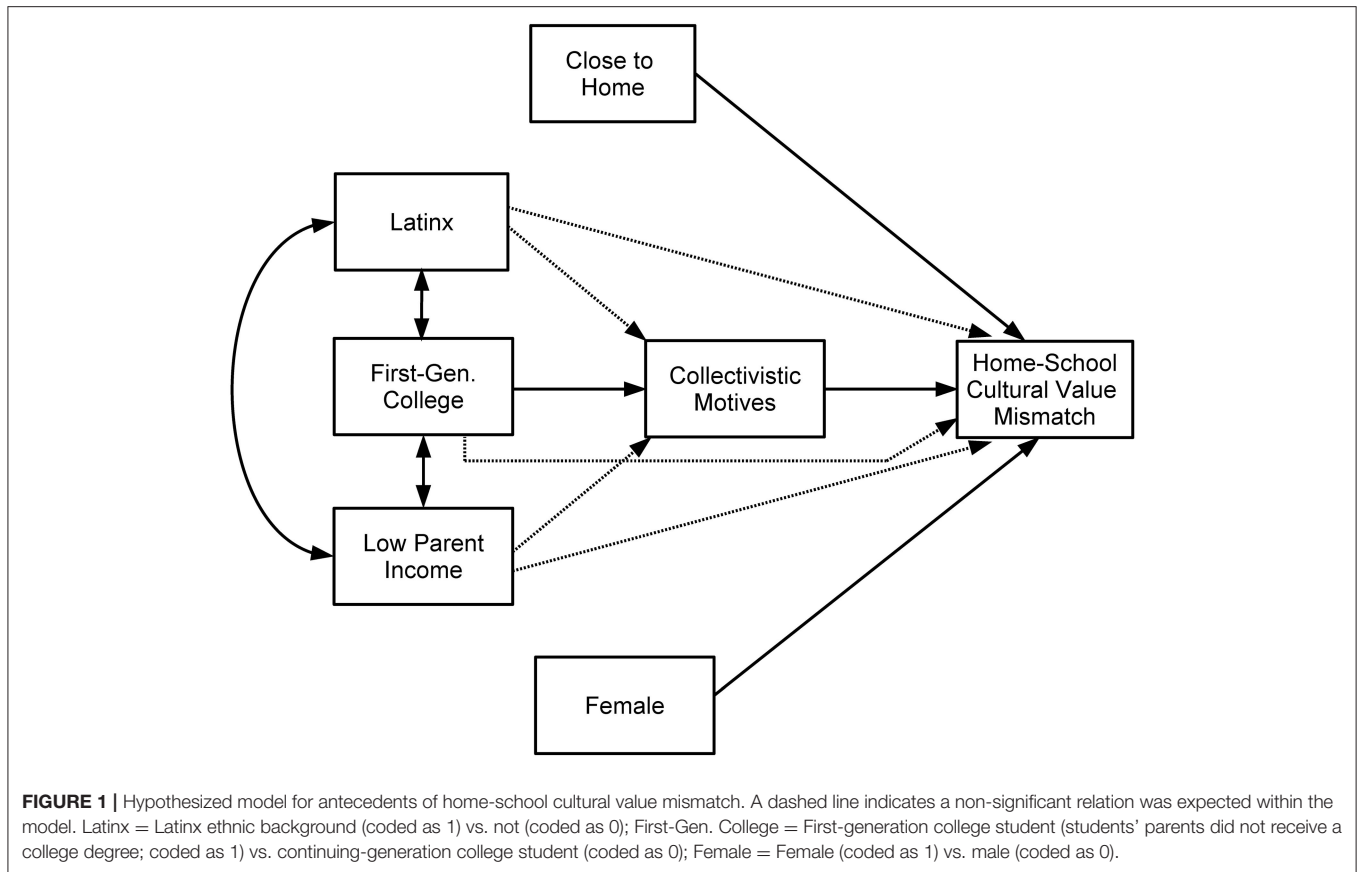 Close to
Home
Latinx
First-Gen.
College
Collectivistic
Motives
Home-School
Cultural Value
Mismatch
Low Parent
Income
Female
FIGURE 1 | Hypothesized model for antecedents of home-school cultural value mismatch. A dashed line indicates a non-significant relation was expected within the
model. Latinx = Latinx ethnic background (coded as 1) vs. not (coded as 0); First-Gen. College = First-generation college student (students’ parents did not receive a
college degree; coded as 1) vs. continuing-generation college student (coded as 0); Female = Female (coded as 1) vs. male (coded as 0).